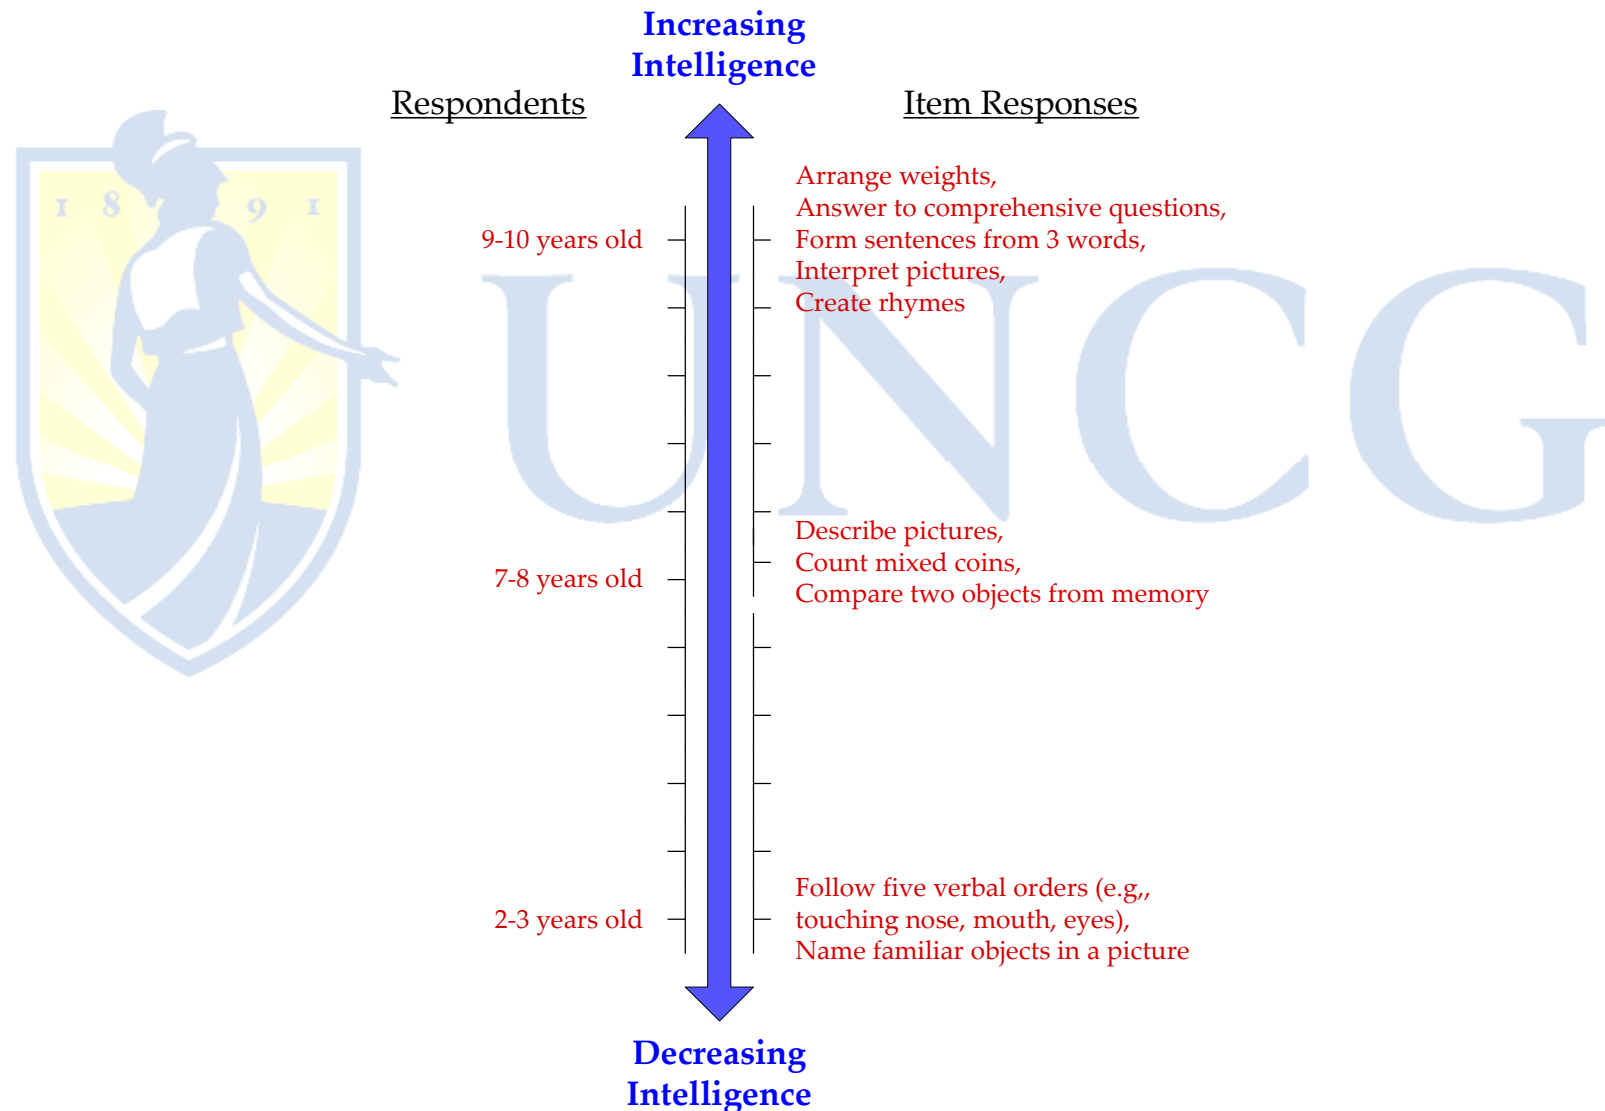 Increasing
Intelligence
Respondents
Item Responses
1 8 9 1
UNCG
Arrange weights,
Answer to comprehensive questions,
9-10 years old
Form sentences from 3 words,
Interpret pictures,
Create rhymes
Describe pictures,
Count mixed coins,
7-8 years old
Compare two objects from memory
Follow five verbal orders (e.g,,
2-3 years old
touching nose, mouth, eyes),
Name familiar objects in a picture
Decreasing
Intelligence